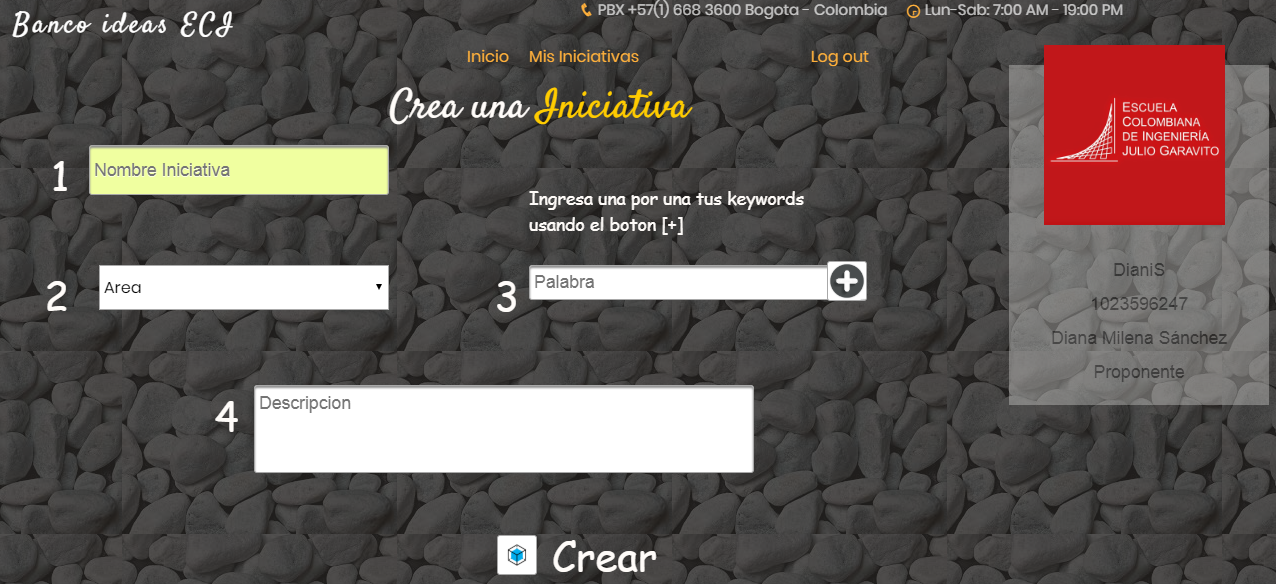 Banco ideas ECI
PBX +57(1) 668 3600 Bogota - Colombia
Lun-Sab: 7:00 AM - 19:00 PM
Inicio
Mis Iniciativas
Log out
Crea una Iniciativa
ESCUELA
COLOMBIANA
DE INGENIERÍA
JULIO GARAVITO
1
Nombre Iniciativa
Ingresa una por una tus keywords
usando el boton [+]
2
Area
3
Palabra
DianiS
1023596247
Diana Milena Sánchez
Proponente
4
Descripcion
Crear